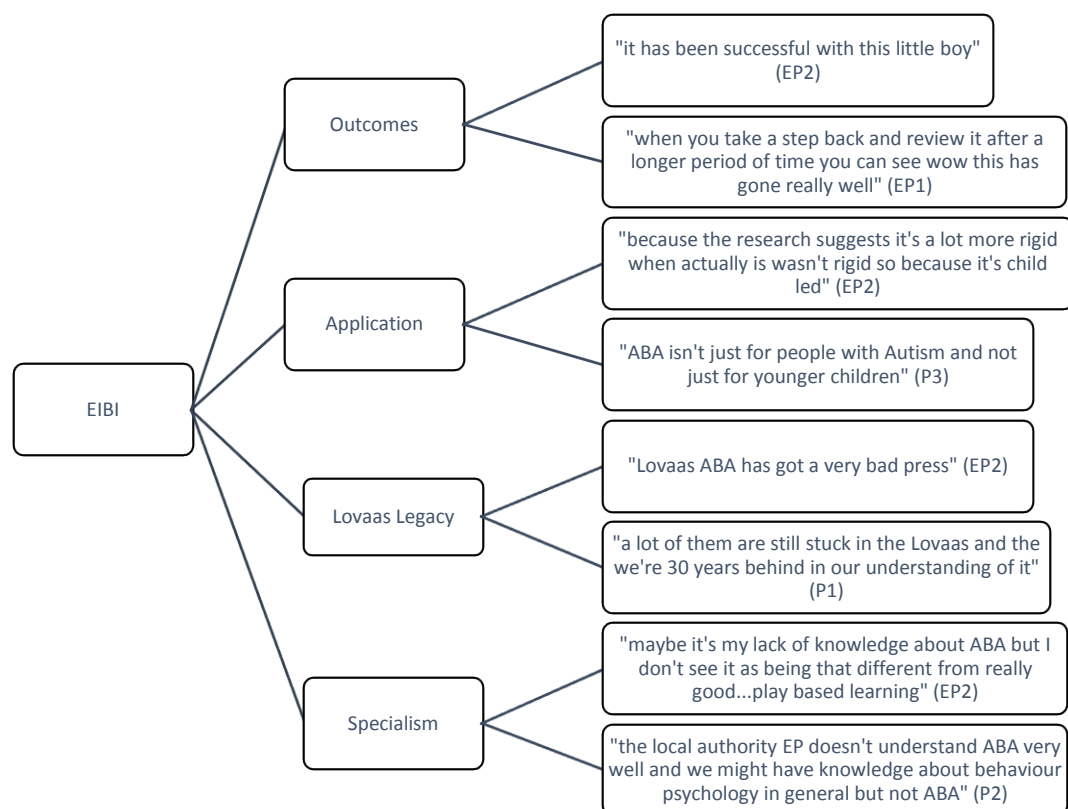 EIBI
Outcomes
"it has been successful with this little boy"
(EP2)
"when you take a step back and review it after a
longer period of time you can see wow this has
gone really well" (EP1)
Application
"because the research suggests it's a lot more rigid
when actually is wasn't rigid so because it's child
led" (EP2)
"ABA isn't just for people with Autism and not
just for younger children" (P3)
Lovaas Legacy
"Lovaas ABA has got a very bad press" (EP2)
"a lot of them are still stuck in the Lovaas and the
we're 30 years behind in our understanding of it"
(P1)
Specialism
"maybe it's my lack of knowledge about ABA but I
don't see it as being that different from really
good...play based learning" (EP2)
"the local authority EP doesn't understand ABA very
well and we might have knowledge about behaviour
psychology in general but not ABA" (P2)